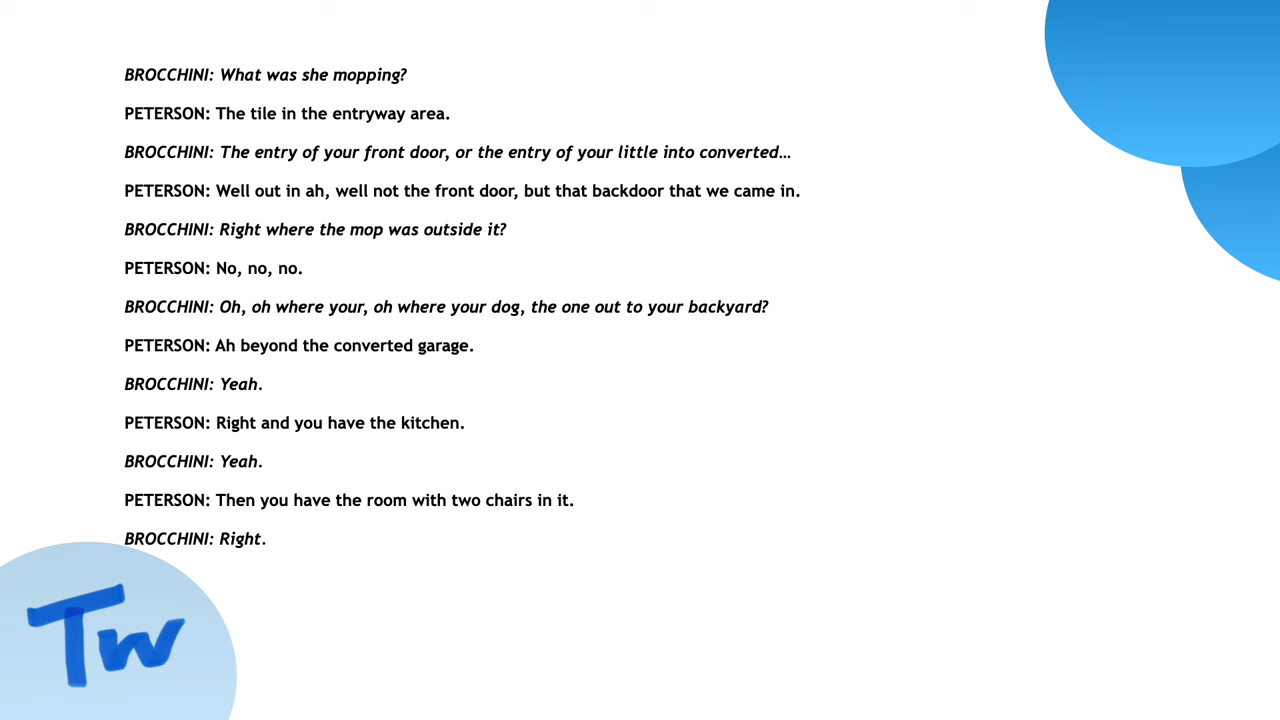 BROCCHINI: What was she mopping?
PETERSON: The tile in the entryway area.
BROCCHINI: The entry of your front door, or the entry of your little into converted…
PETERSON: Well out in ah, well not the front door, but that backdoor that we came in.
BROCCHINI: Right where the mop was outside it?
PETERSON: No, no, no.
BROCCHINI: Oh, oh where your, oh where your dog, the one out to your backyard?
PETERSON: Ah beyond the converted garage.
BROCCHINI: Yeah.
PETERSON: Right and you have the kitchen.
BROCCHINI: Yeah.
PETERSON: Then you have the room with two chairs in it.
BROCCHINI: Right.
Tw